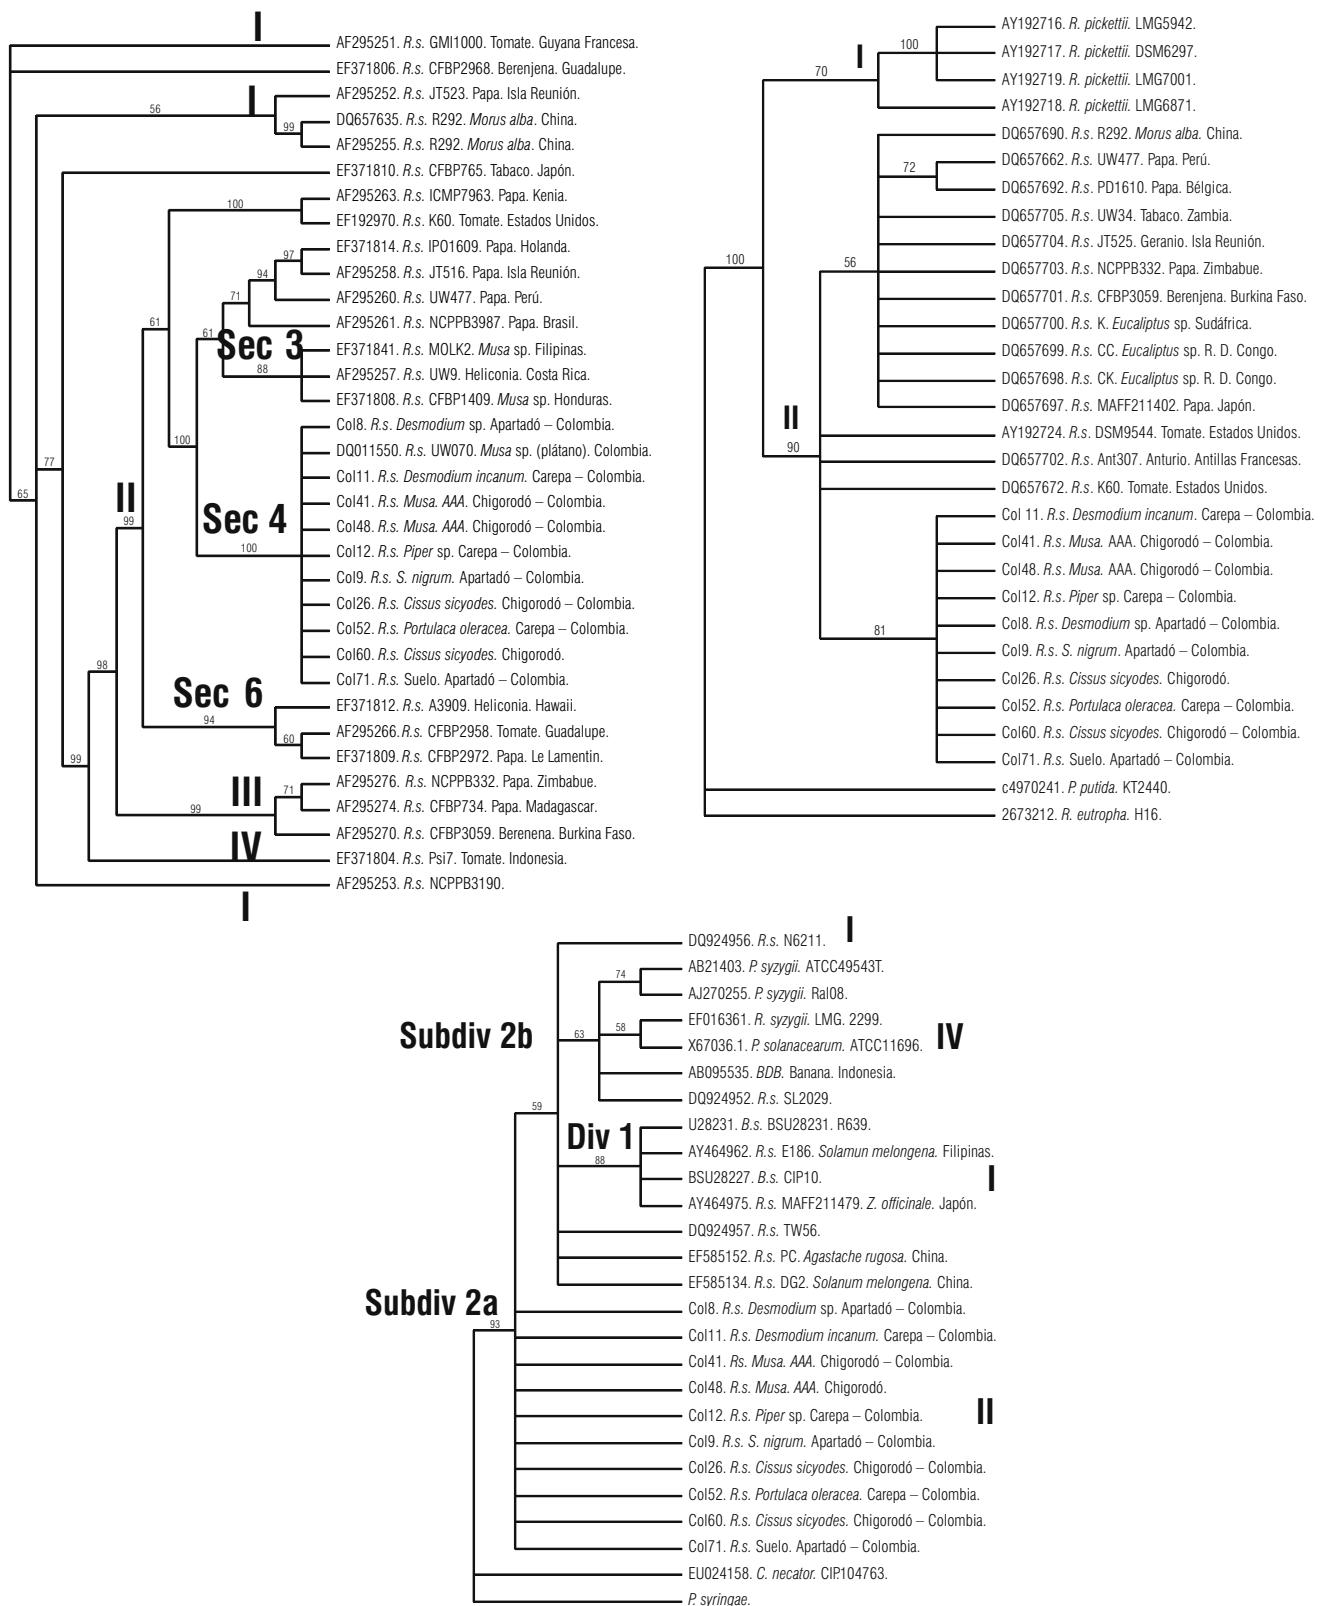 I
AF295251. R.s. GMI1000. Tomate. Guyana Francesa.
EF371806. R.s. CFBP2968. Berenjena. Guadalupe.
I
56
AF295252. R.s. JT523. Papa. Isla Reunión.
DQ657635. R.s. R292. Morus alba. China.
99
AF295255. R.s. R292. Morus alba. China.
EF371810. R.s. CFBP765. Tabaco. Japón.
AF295263. R.s. ICMP7963. Papa. Kenia.
100
EF192970. R.s. K60. Tomate. Estados Unidos.
EF371814. R.s. IPO1609. Papa. Holanda.
97
AF295258. R.s. JT516. Papa. Isla Reunión.
94
AF295260. R.s. UW477. Papa. Perú.
71
AF295261. R.s. NCPPB3987. Papa. Brasil.
61
61
Sec 3
EF371841. R.s. MOLK2. Musa sp. Filipinas.
88
AF295257. R.s. UW9. Heliconia. Costa Rica.
EF371808. R.s. CFBP1409. Musa sp. Honduras.
Col8. R.s. Desmodium sp. Apartadó – Colombia.
100
DQ011550. R.s. UW070. Musa sp. (plátano). Colombia.
77
Col11. R.s. Desmodium incanum. Carepa – Colombia.
65
II
Col41. R.s. Musa. AAA. Chigorodó – Colombia.
99
Sec 4
Col48. R.s. Musa. AAA. Chigorodó – Colombia.
100
Col12. R.s. Piper sp. Carepa – Colombia.
Col9. R.s. S. nigrum. Apartadó – Colombia.
Col26. R.s. Cissus sicyodes. Chigorodó – Colombia.
Col52. R.s. Portulaca oleracea. Carepa – Colombia.
98
Col60. R.s. Cissus sicyodes. Chigorodó.
Col71. R.s. Suelo. Apartadó – Colombia.
Sec 6
EF371812. R.s. A3909. Heliconia. Hawaii.
94
AF295266. R.s. CFBP2958. Tomate. Guadalupe.
60
EF371809. R.s. CFBP2972. Papa. Le Lamentin.
99
AF295276. R.s. NCPPB332. Papa. Zimbabue.
III
71
AF295274. R.s. CFBP734. Papa. Madagascar.
99
AF295270. R.s. CFBP3059. Berenena. Burkina Faso.
IV
EF371804. R.s. Psi7. Tomate. Indonesia.
AF295253. R.s. NCPPB3190.
I
AY192716. R. pickettii. LMG5942.
100
I
AY192717. R. pickettii. DSM6297.
70
AY192719. R. pickettii. LMG7001.
AY192718. R. pickettii. LMG6871.
DQ657690. R.s. R292. Morus alba. China.
DQ657662. R.s. UW477. Papa. Perú.
72
DQ657692. R.s. PD1610. Papa. Bélgica.
DQ657705. R.s. UW34. Tabaco. Zambia.
DQ657704. R.s. JT525. Geranio. Isla Reunión.
100
56
DQ657703. R.s. NCPPB332. Papa. Zimbabue.
DQ657701. R.s. CFBP3059. Berenjena. Burkina Faso.
DQ657700. R.s. K. Eucaliptus sp. Sudáfrica.
DQ657699. R.s. CC. Eucaliptus sp. R. D. Congo.
DQ657698. R.s. CK. Eucaliptus sp. R. D. Congo.
DQ657697. R.s. MAFF211402. Papa. Japón.
II
AY192724. R.s. DSM9544. Tomate. Estados Unidos.
90
DQ657702. R.s. Ant307. Anturio. Antillas Francesas.
DQ657672. R.s. K60. Tomate. Estados Unidos.
Col 11. R.s. Desmodium incanum. Carepa – Colombia.
Col41. R.s. Musa. AAA. Chigorodó – Colombia.
Col48. R.s. Musa. AAA. Chigorodó – Colombia.
Col12. R.s. Piper sp. Carepa – Colombia.
Col8. R.s. Desmodium sp. Apartadó – Colombia.
81
Col9. R.s. S. nigrum. Apartadó – Colombia.
Col26. R.s. Cissus sicyodes. Chigorodó.
Col52. R.s. Portulaca oleracea. Carepa – Colombia.
Col60. R.s. Cissus sicyodes. Chigorodó – Colombia.
Col71. R.s. Suelo. Apartadó – Colombia.
c4970241. P. putida. KT2440.
2673212. R. eutropha. H16.
DQ924956. R.s. N6211.
I
AB21403. P. syzygii. ATCC49543T.
74
AJ270255. P. syzygii. Ral08.
EF016361. R. syzygii. LMG. 2299.
Subdiv 2b
63
58
IV
X67036.1. P. solanacearum. ATCC11696.
AB095535. BDB. Banana. Indonesia.
DQ924952. R.s. SL2029.
59
U28231. B.s. BSU28231. R639.
Div 1
AY464962. R.s. E186. Solamun melongena. Filipinas.
88
BSU28227. B.s. CIP10.
I
AY464975. R.s. MAFF211479. Z. officinale. Japón.
DQ924957. R.s. TW56.
EF585152. R.s. PC. Agastache rugosa. China.
EF585134. R.s. DG2. Solanum melongena. China.
Subdiv 2a
Col8. R.s. Desmodium sp. Apartadó – Colombia.
93
Col11. R.s. Desmodium incanum. Carepa – Colombia.
Col41. Rs. Musa. AAA. Chigorodó – Colombia.
Col48. R.s. Musa. AAA. Chigorodó.
Col12. R.s. Piper sp. Carepa – Colombia.
II
Col9. R.s. S. nigrum. Apartadó – Colombia.
Col26. R.s. Cissus sicyodes. Chigorodó – Colombia.
Col52. R.s. Portulaca oleracea. Carepa – Colombia.
Col60. R.s. Cissus sicyodes. Chigorodó – Colombia.
Col71. R.s. Suelo. Apartadó – Colombia.
EU024158. C. necator. CIP.104763.
P. syringae.